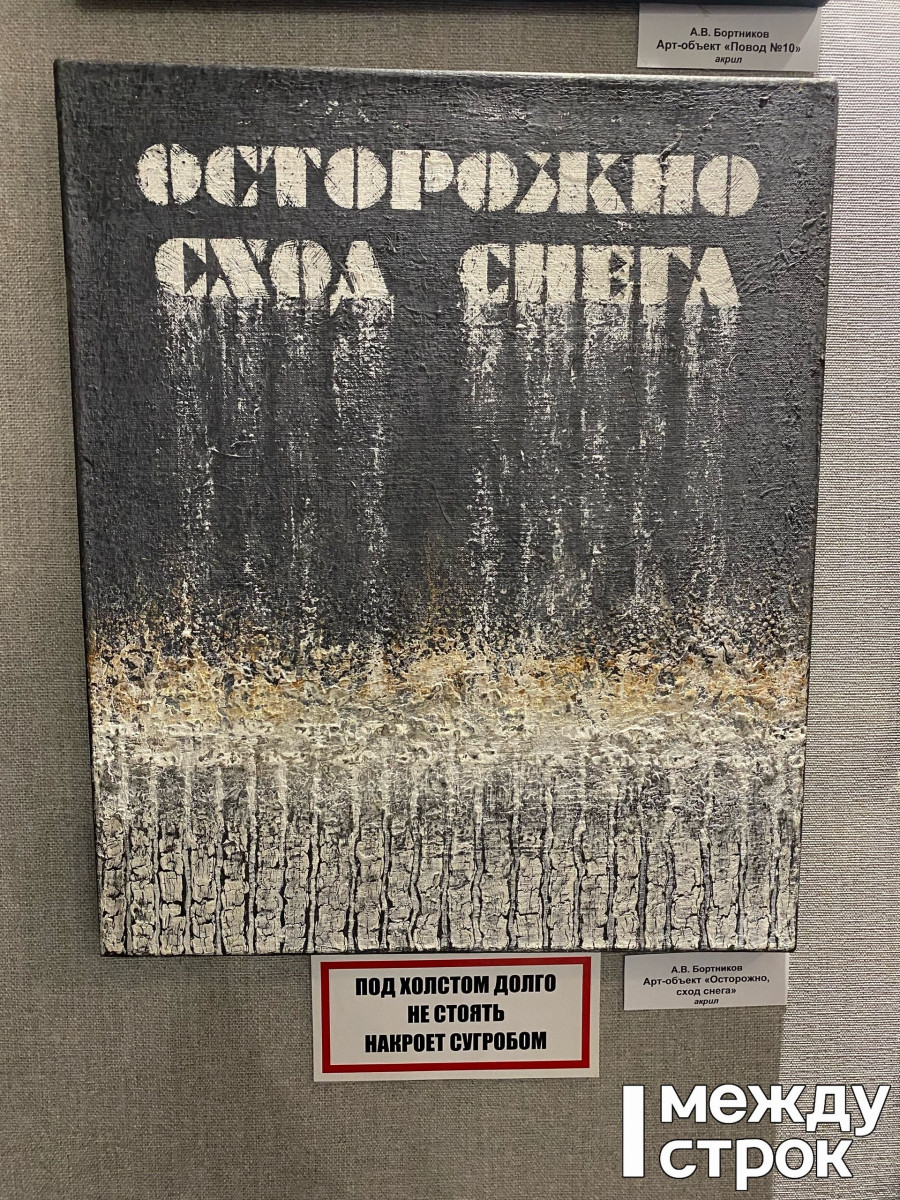 А.В. Бортников
Арт-объект «Повод №10»
акрил
ОСТОРОЖНО
СХОД СНЕГА
А.В. Бортников
Арт-объект «Осторожно,
сход снега»
акрил
ПОД ХОЛСТОМ ДОЛГО
НЕ СТОЯТЬ
НАКРОЕТ СУГРОБОМ
между
строк